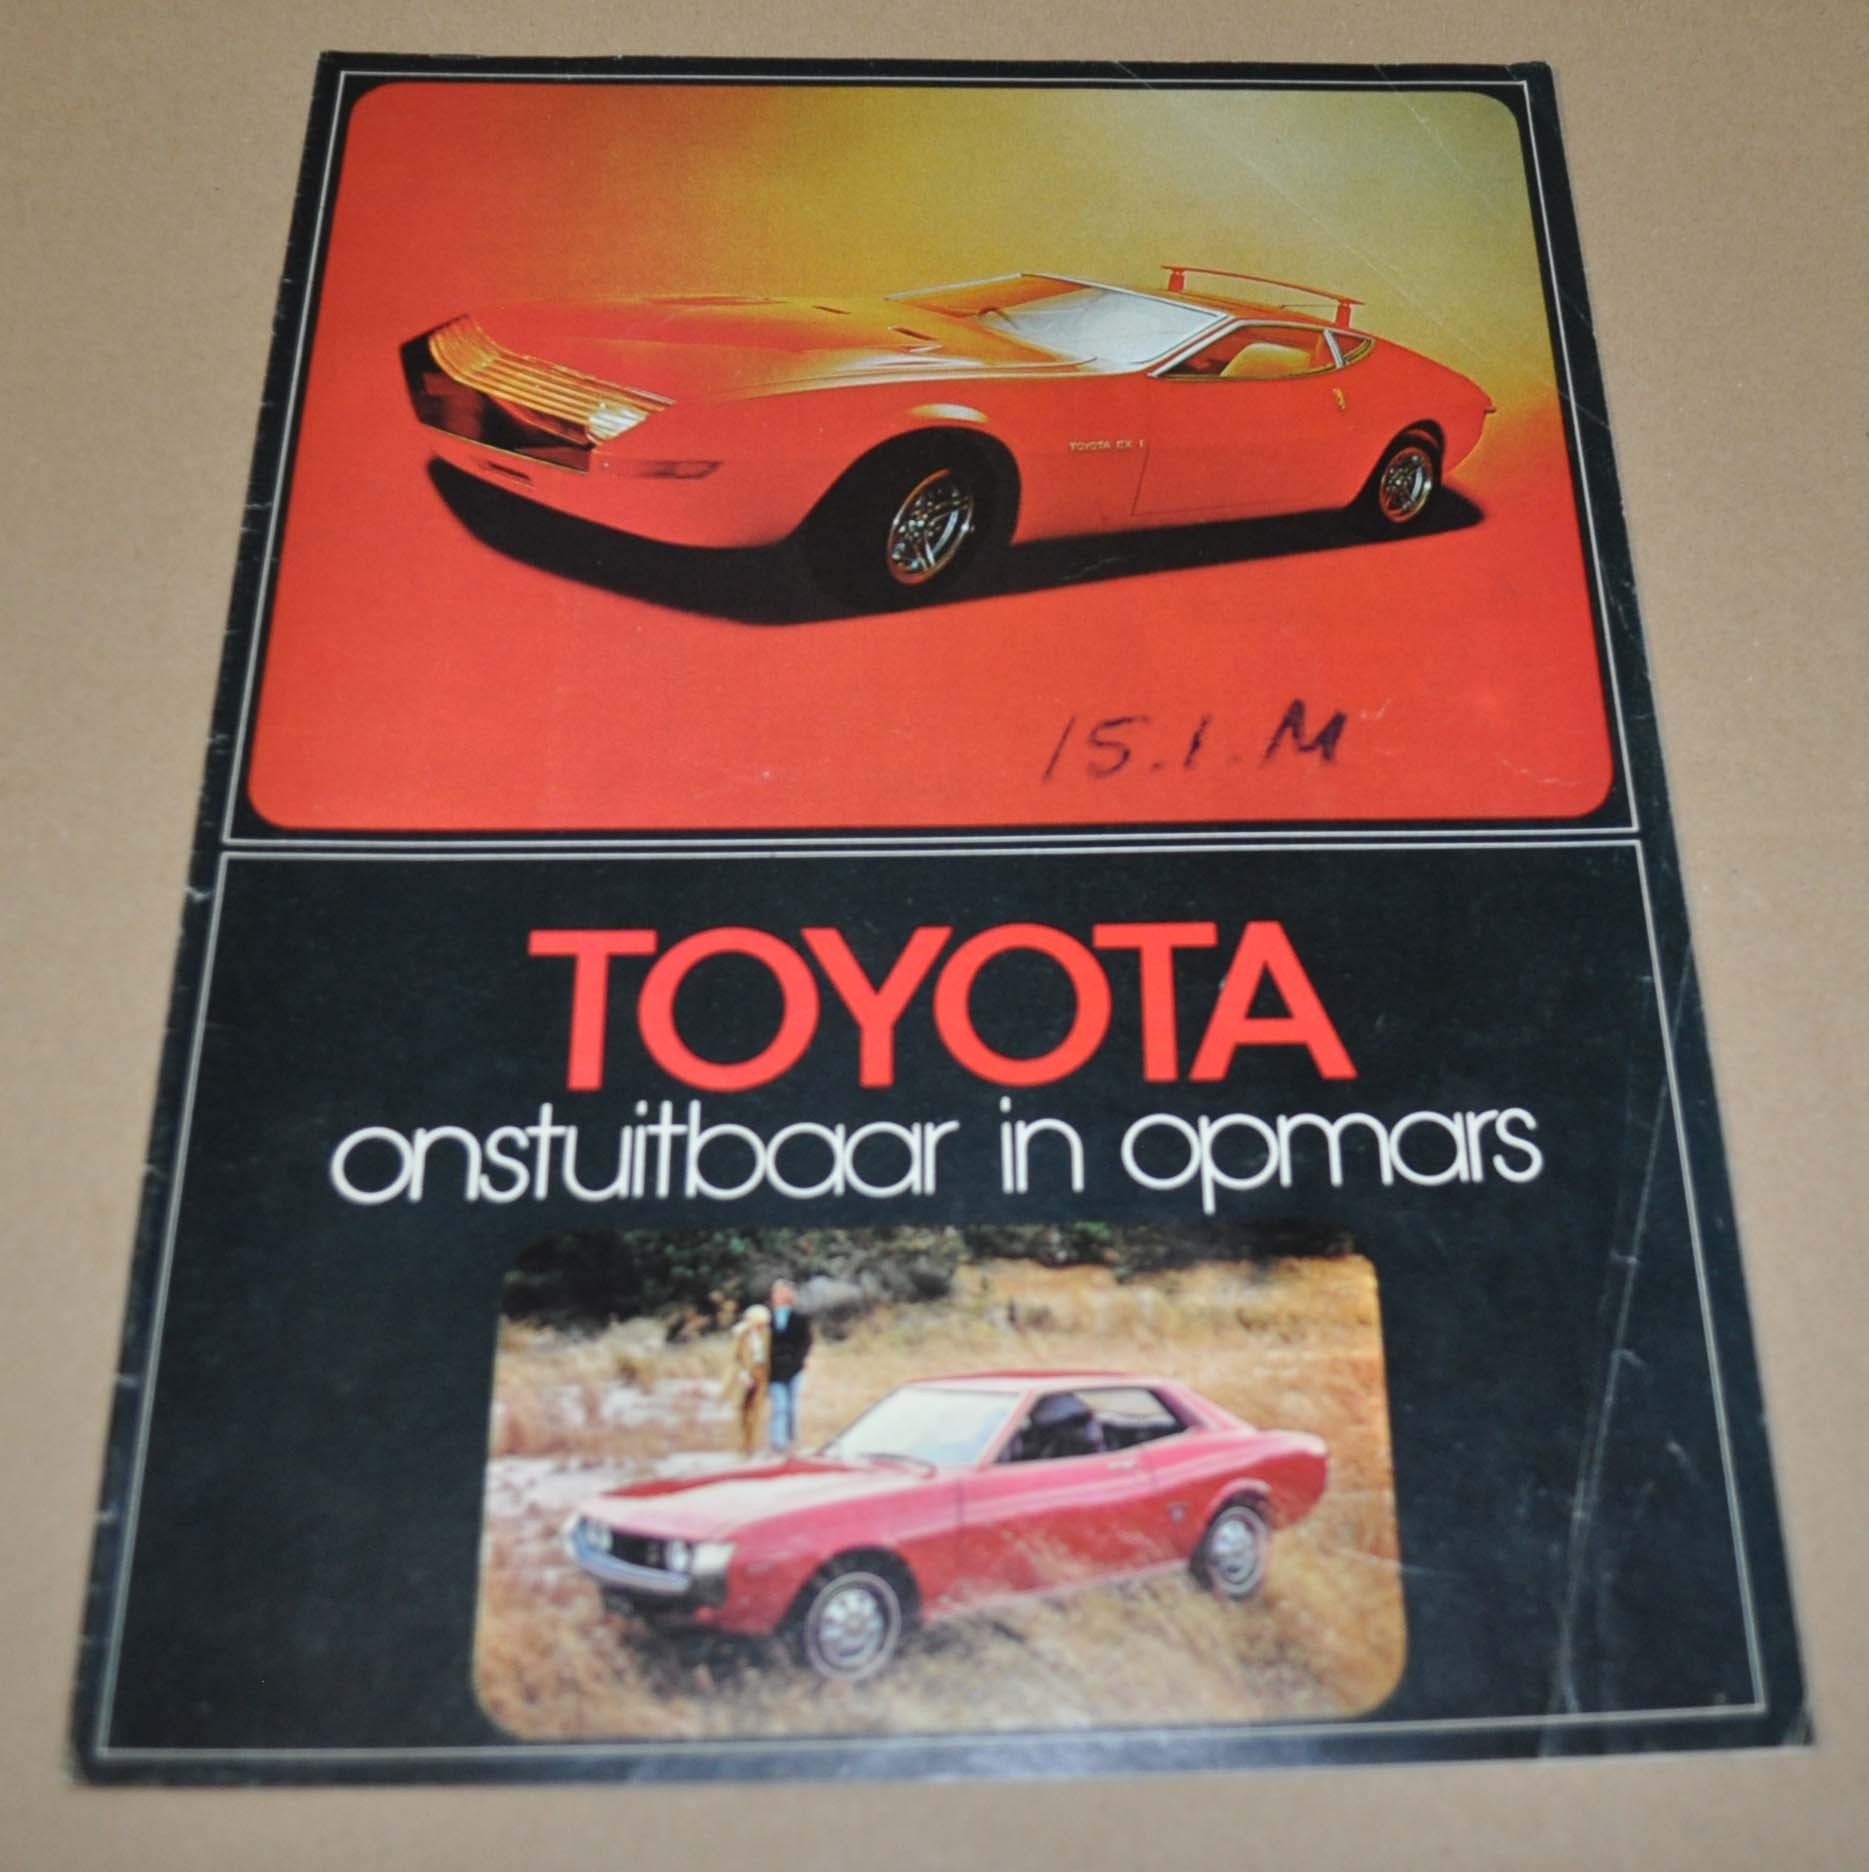 TOYOTA EX I
15.1.M
TOYOTA
onstuitbaar in opmars